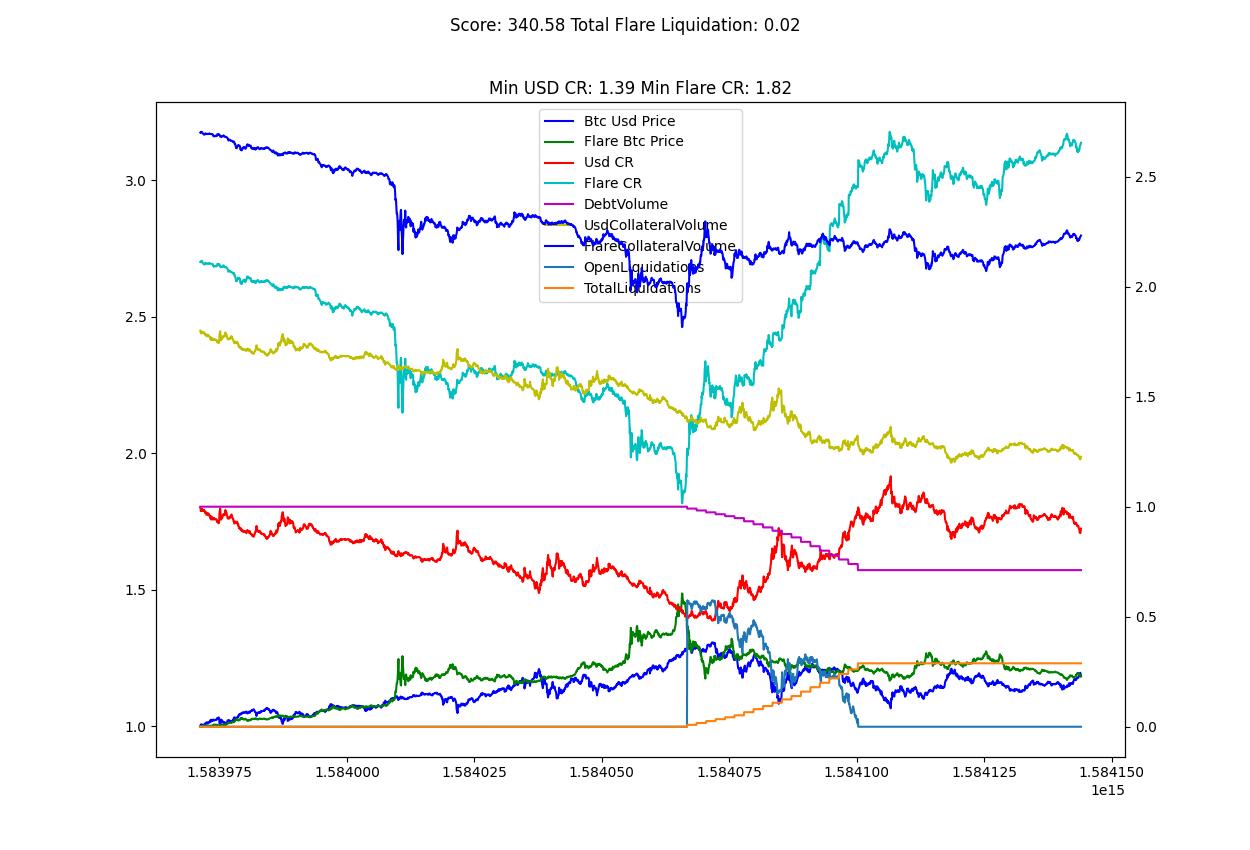 Score: 340.58 Total Flare Liquidation: 0.02
Min USD CR: 1.39 Min Flare CR: 1.82
Btc Usd Price
Flare Btc Price
Usd CR
Flare CR
DebtVolume
UsdCollateralVolume
FlareCollateralVolume
OpenLiquidations
TotalLiquidations
3.0
2.5
2.0
1.5
1.0
2.5
2.0
1.5
1.0
0.5
0.0
1.583975 1.584000 1.584025 1.584050 1.584075 1.584100 1.584125 1.584150
1e15